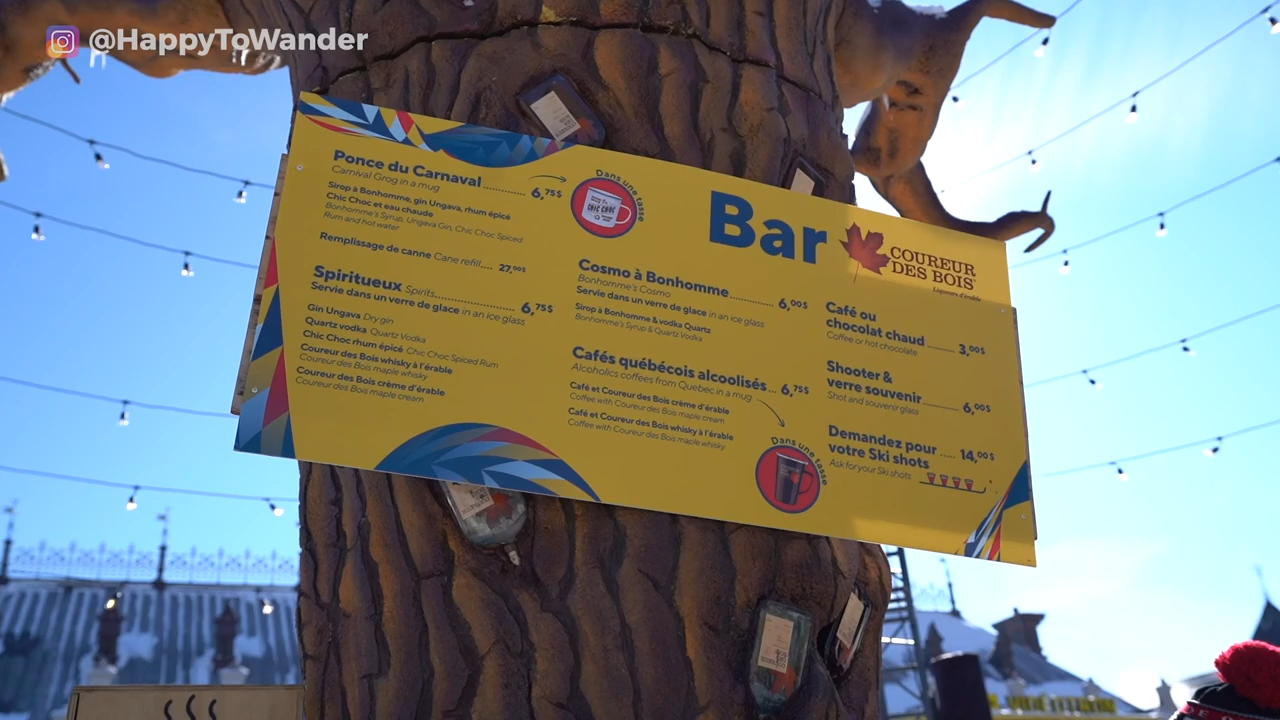 @HappyToWander
Ponce du Carnaval........ 6,75$
Carnival Grog in a mug
Sirop à Bonhomme, gin Ungava, rhum épicé
Chic Choc et eau chaude
Bonhomme's Syrup, Ungava Gin, Chic Choc Spiced
Rum and hot water
Remplissage de canne Cane refill.... 27,00$
Dans une tasse
CHIC CHOC
Spiritueux Spirits.................. 6,75$
Servie dans un verre de glace in an ice glass
Gin Ungava Dry gin
Quartz vodka Quartz Vodka
Chic Choc rhum épicé Chic Choc Spiced Rum
Coureur des Bois whisky à l'érable
Coureur des Bois maple whisky
Coureur des Bois crème d'érable
Coureur des Bois maple cream
Bar
COUREUR
DES BOIS
Liqueurs d'érable
Cosmo à Bonhomme........... 6,00$
Bonhomme's Cosmo
Servie dans un verre de glace in an ice glass
Sirop à Bonhomme & vodka Quartz
Bonhomme's Syrup & Quartz Vodka
Cafés québécois alcoolisés... 6,75$
Alcoholics coffees from Quebec in a mug
Café et Coureur des Bois crème d'érable
Coffee with Coureur des Bois maple cream
Café et Coureur des Bois whisky à l'érable
Coffee with Coureur des Bois maple whisky
Dans une tasse
Café ou
chocolat chaud ...... 3,00$
Coffee or hot chocolate
Shooter &
verre souvenir ........ 6,00$
Shot and souvenir glass
Demandez pour
votre Ski shots ..... 14,00$
Ask for your Ski shots